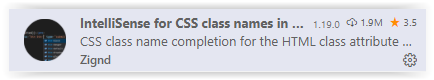 IntelliSense for CSS class names in ... 1.19.0 1.9M 3.5
CSS class name completion for the HTML class attribute ...
Zignd